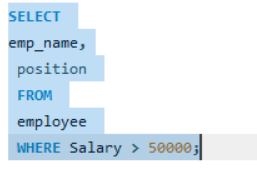 SELECT
emp_name,
position
FROM
employee
WHERE Salary > 50000;